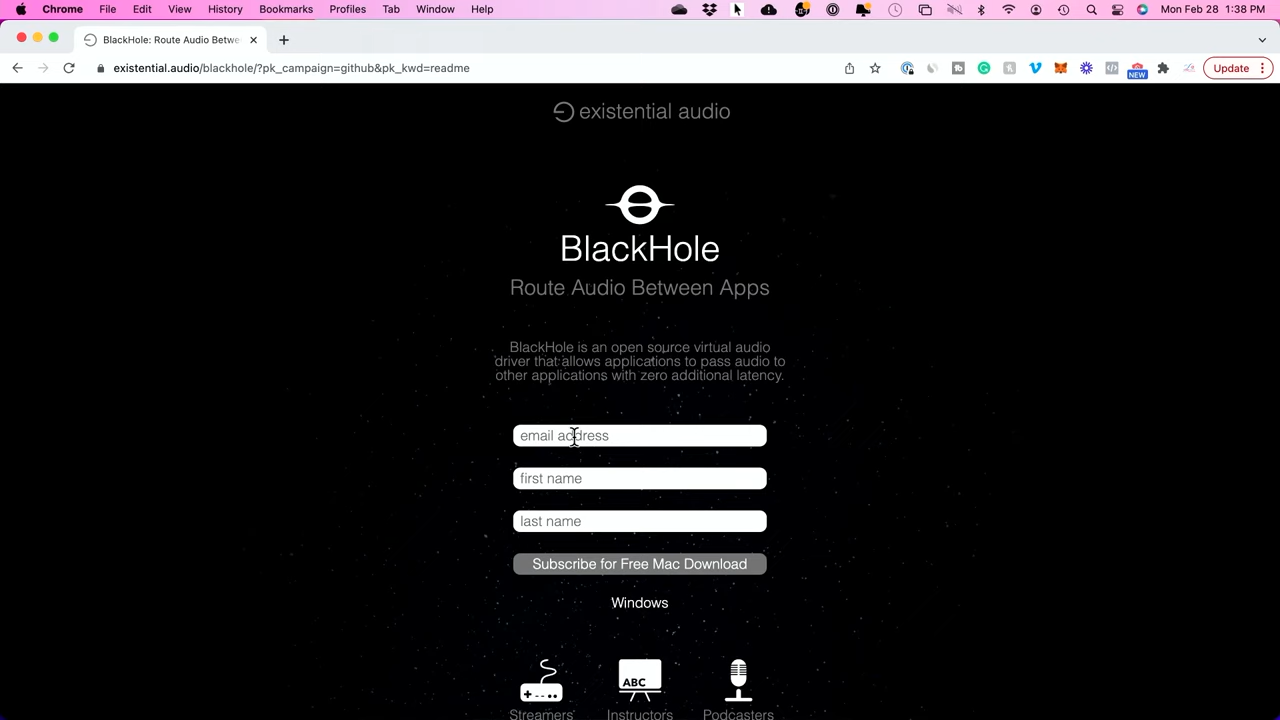 Chrome File Edit View History Bookmarks Profiles Tab Window Help Mon Feb 28 1:38 PM
BlackHole: Route Audio Betwe
existential.audio/blackhole/?pk_campaign=github&pk_kwd=readme
NEW
Update
existential audio
BlackHole
Route Audio Between Apps
BlackHole is an open source virtual audio
driver that allows applications to pass audio to
other applications with zero additional latency.
email address
first name
last name
Subscribe for Free Mac Download
Windows
ABC
Streamers Instructors Podcasters